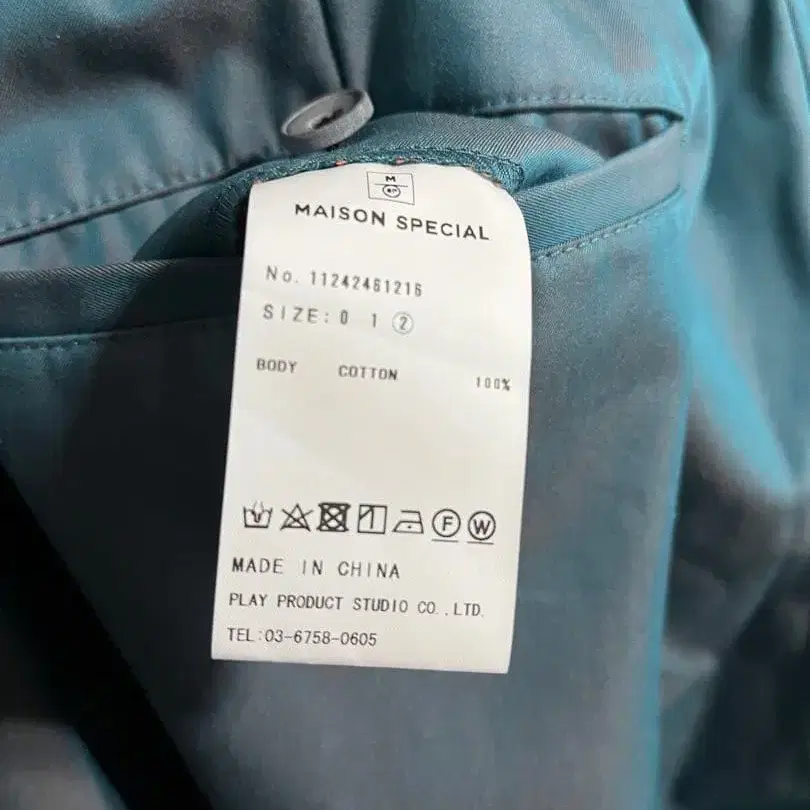 M
SP
MAISON SPECIAL
No. 11242461216
SIZE: 0 1 ②
BODY COTTON 100%
F W
MADE IN CHINA
PLAY PRODUCT STUDIO CO., LTD.
TEL:03-6758-0605